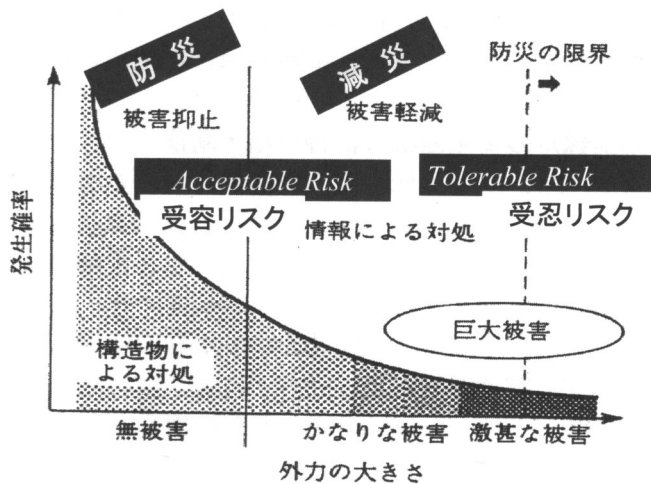 防災
減災
防災の限界
➡
被害抑止
被害軽減
Acceptable Risk
Tolerable Risk
受容リスク
情報による対処
受忍リスク
発生確率
巨大被害
構造物に
よる対処
無被害
かなりな被害
激甚な被害
外力の大きさ